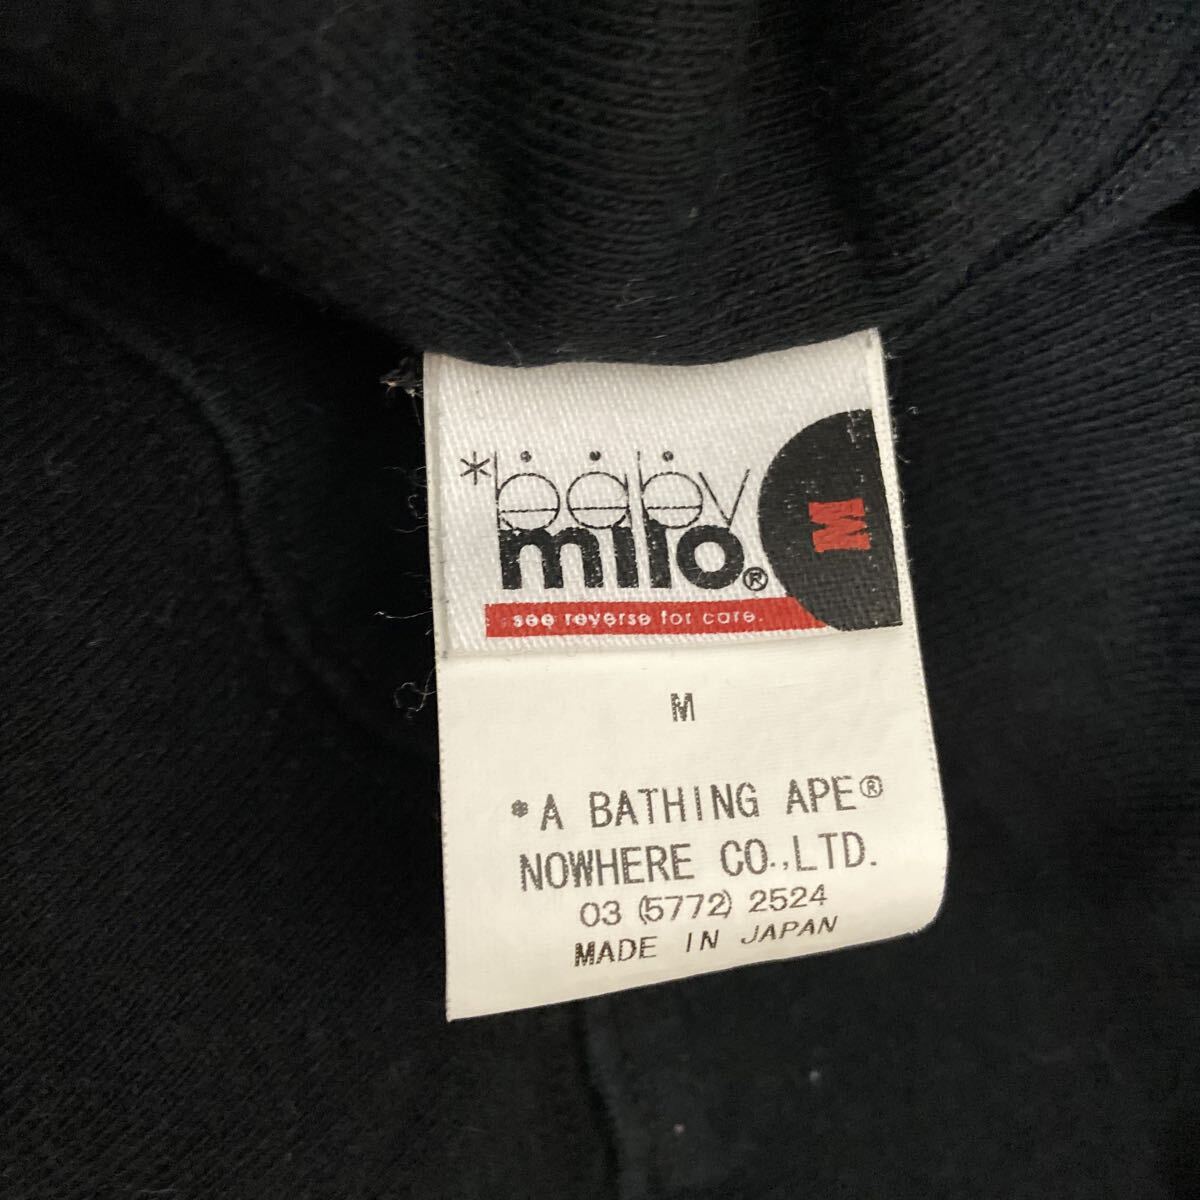 *baby
milo®
M
see reverse for care.
M
*A BATHING APE®
NOWHERE CO.,LTD.
03 (5772) 2524
MADE IN JAPAN